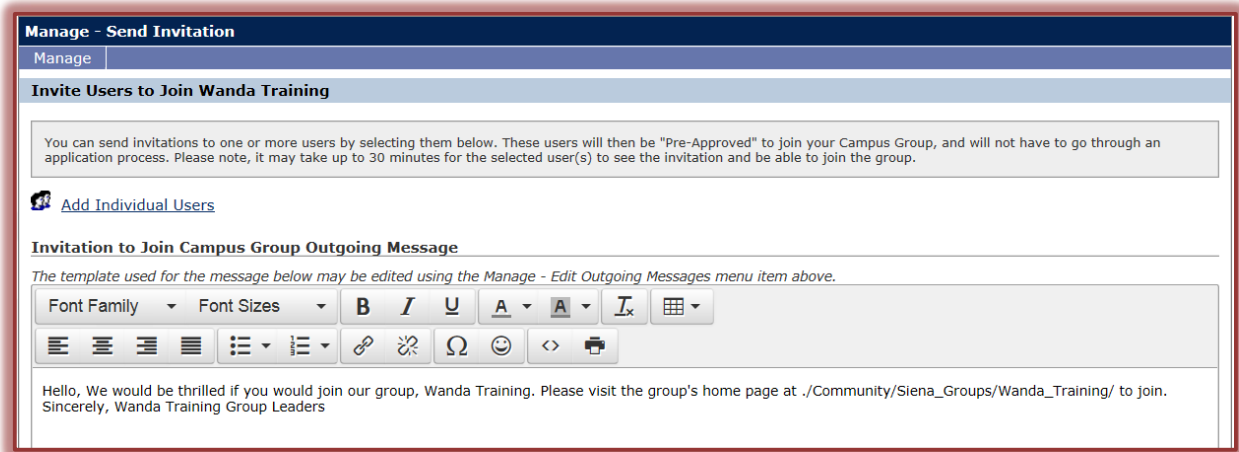 Manage - Send Invitation
Manage
Invite Users to Join Wanda Training
You can send invitations to one or more users by selecting them below. These users will then be "Pre-Approved" to join your Campus Group, and will not have to go through an
application process. Please note, it may take up to 30 minutes for the selected user(s) to see the invitation and be able to join the group.
Add Individual Users
Invitation to Join Campus Group Outgoing Message
The template used for the message below may be edited using the Manage - Edit Outgoing Messages menu item above.
Font Family Font Sizes B I U A A Tx
Ω <>
Hello, We would be thrilled if you would join our group, Wanda Training. Please visit the group's home page at ./Community/Siena_Groups/Wanda_Training/ to join.
Sincerely, Wanda Training Group Leaders